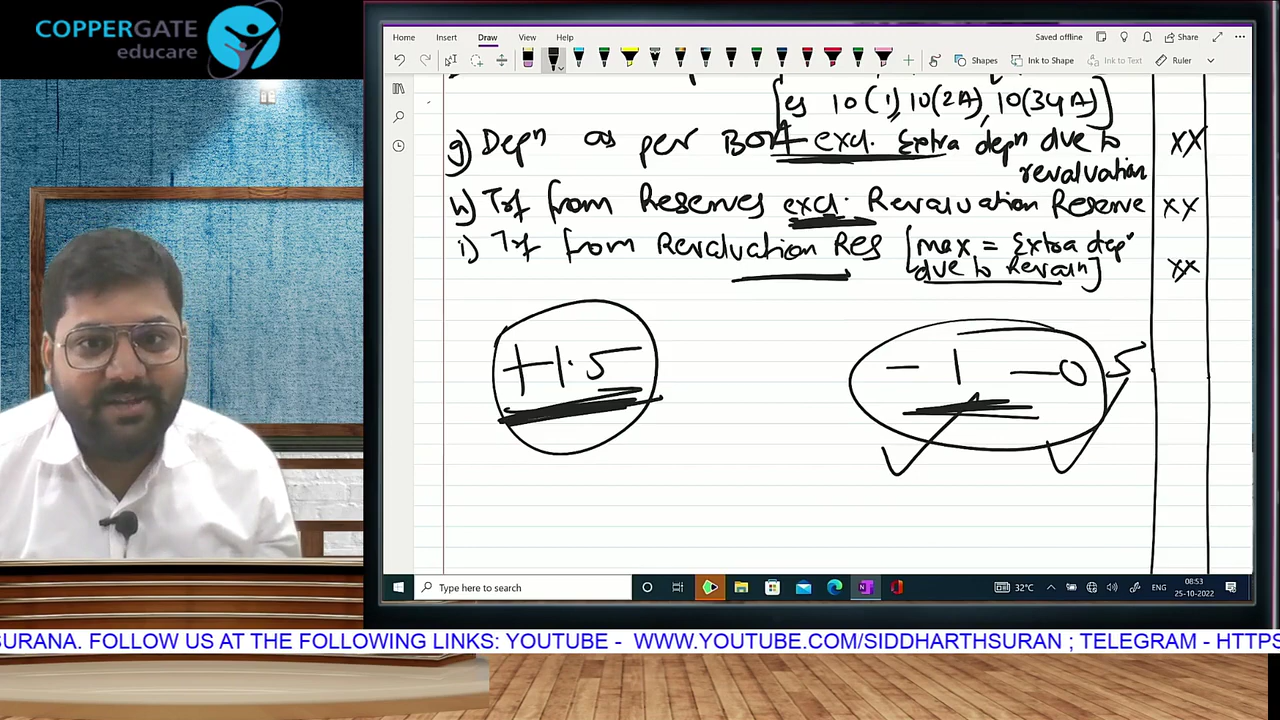 COPPERGATE
educare
Home Insert Draw View Help
Saved offline
Share
Shapes
Ink to Shape
Ink to Text
Ruler
[eg 10(1), 10(2A), 10(34A)]
g) Depn as per BOA excl. Extra depn due to
revaluation
XX
h) Trf from Reserves excl. Revaluation Reserve
XX
i) Trf from Revaluation Res [max = Extra depn
due to Revaln]
XX
+1.5
-1 -0.5
Type here to search
32°C
ENG
08:53
25-10-2022
SURANA. FOLLOW US AT THE FOLLOWING LINKS: YOUTUBE - WWW.YOUTUBE.COM/SIDDHARTHSURAN ; TELEGRAM - HTTPS